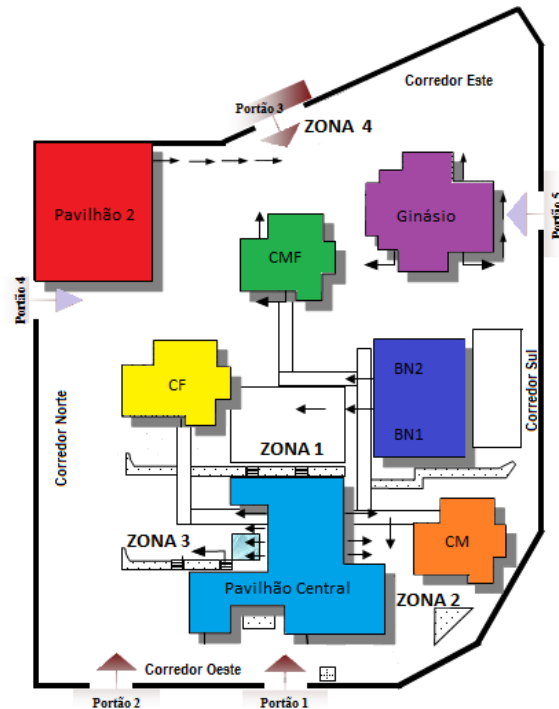 Corredor Este
Portão 3
ZONA 4
Pavilhão 2
Ginásio
Portão 5
CMF
Portão 4
BN2
CF
Corredor Sul
BN1
Corredor Norte
ZONA 1
ZONA 3
CM
Pavilhão Central
ZONA 2
Corredor Oeste
Portão 2
Portão 1